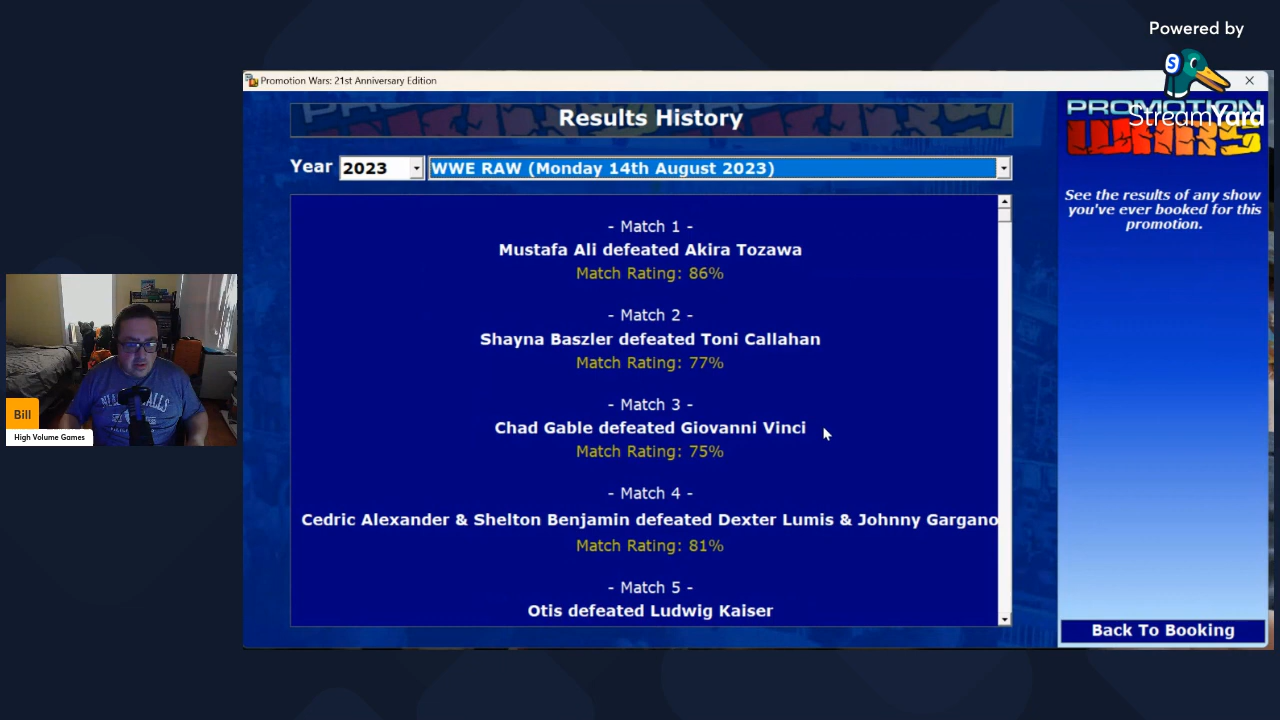 Powered by
StreamYard
Promotion Wars: 21st Anniversary Edition
PROMOTION
WARS
Results History
Year 2023 WWE RAW (Monday 14th August 2023)
See the results of any show
you've ever booked for this
promotion.
- Match 1 -
Mustafa Ali defeated Akira Tozawa
Match Rating: 86%
- Match 2 -
Shayna Baszler defeated Toni Callahan
Match Rating: 77%
- Match 3 -
Chad Gable defeated Giovanni Vinci
Match Rating: 75%
- Match 4 -
Cedric Alexander & Shelton Benjamin defeated Dexter Lumis & Johnny Gargano
Match Rating: 81%
- Match 5 -
Otis defeated Ludwig Kaiser
Back To Booking
Bill
High Volume Games